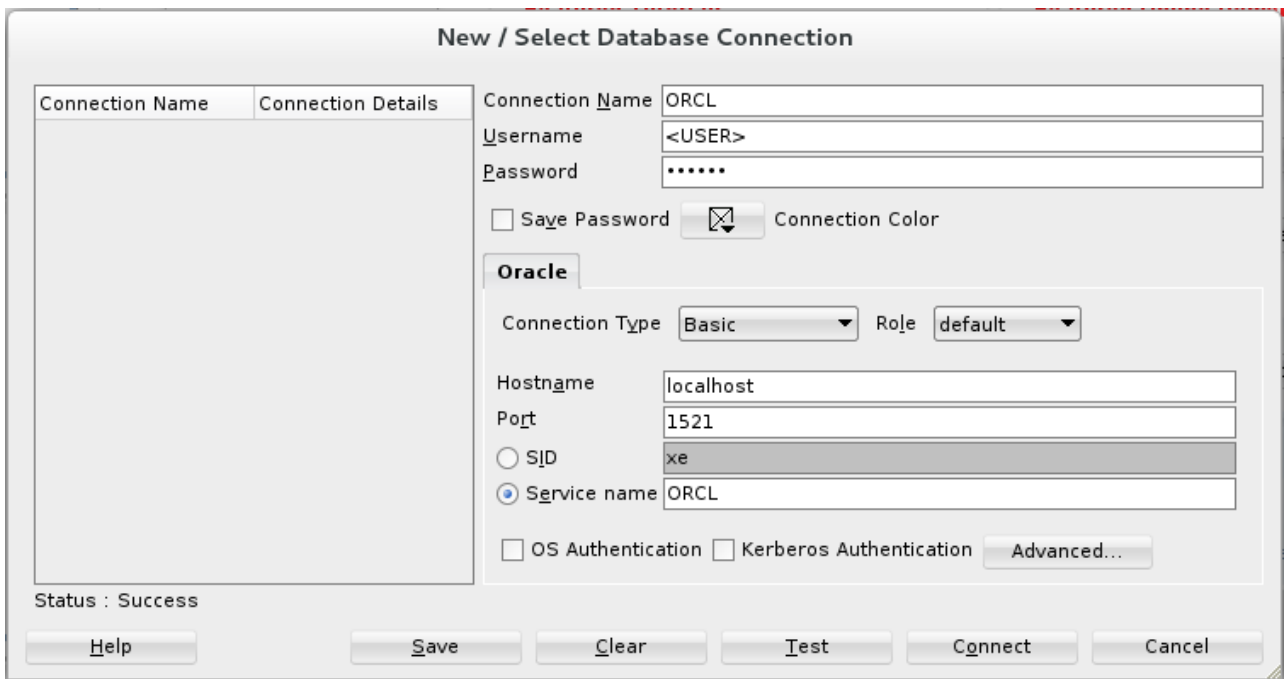 New / Select Database Connection
Connection Name Connection Details
Connection Name ORCL
Username <USER>
Password ••••••
Save Password Connection Color
Oracle
Connection Type Basic Role default
Hostname localhost
Port 1521
SID xe
Service name ORCL
OS Authentication Kerberos Authentication Advanced...
Status : Success
Help Save Clear Test Connect Cancel